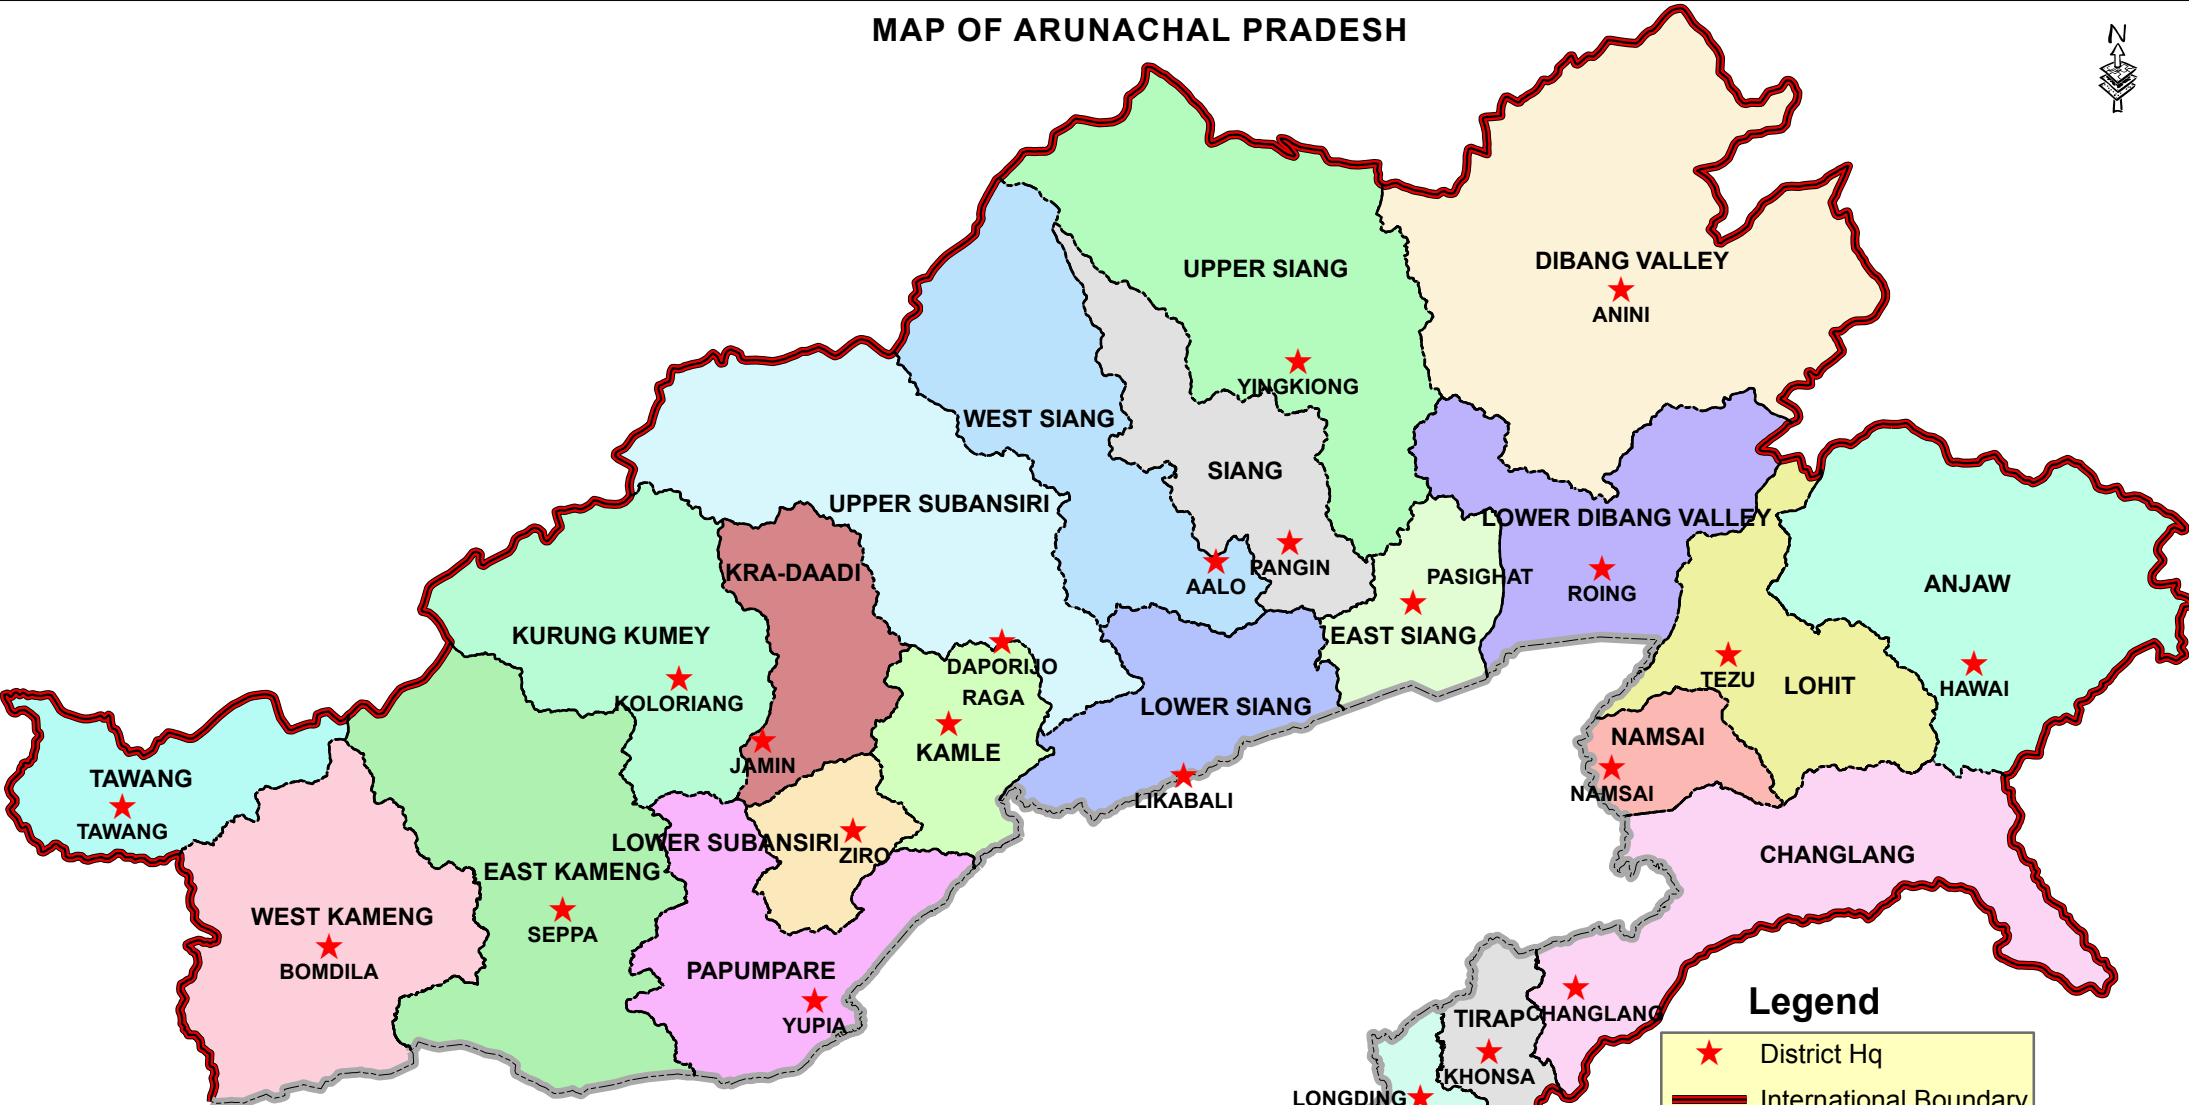 MAP OF ARUNACHAL PRADESH
N
UPPER SIANG
DIBANG VALLEY
ANINI
YINGKIONG
WEST SIANG
SIANG
UPPER SUBANSIRI
LOWER DIBANG VALLEY
KRA-DAADI
AALO
PANGIN
PASIGHAT
ROING
ANJAW
KURUNG KUMEY
EAST SIANG
DAPORIJO
RAGA
TEZU
LOHIT
HAWAI
KOLORIANG
LOWER SIANG
KAMLE
NAMSAI
JAMIN
TAWANG
TAWANG
LIKABALI
NAMSAI
LOWER SUBANSIRI
ZIRO
CHANGLANG
EAST KAMENG
WEST KAMENG
SEPPA
BOMDILA
PAPUMPARE
YUPIA
TIRAP
CHANGLANG
KHONSA
LONGDING
Legend
District Hq
International Boundary